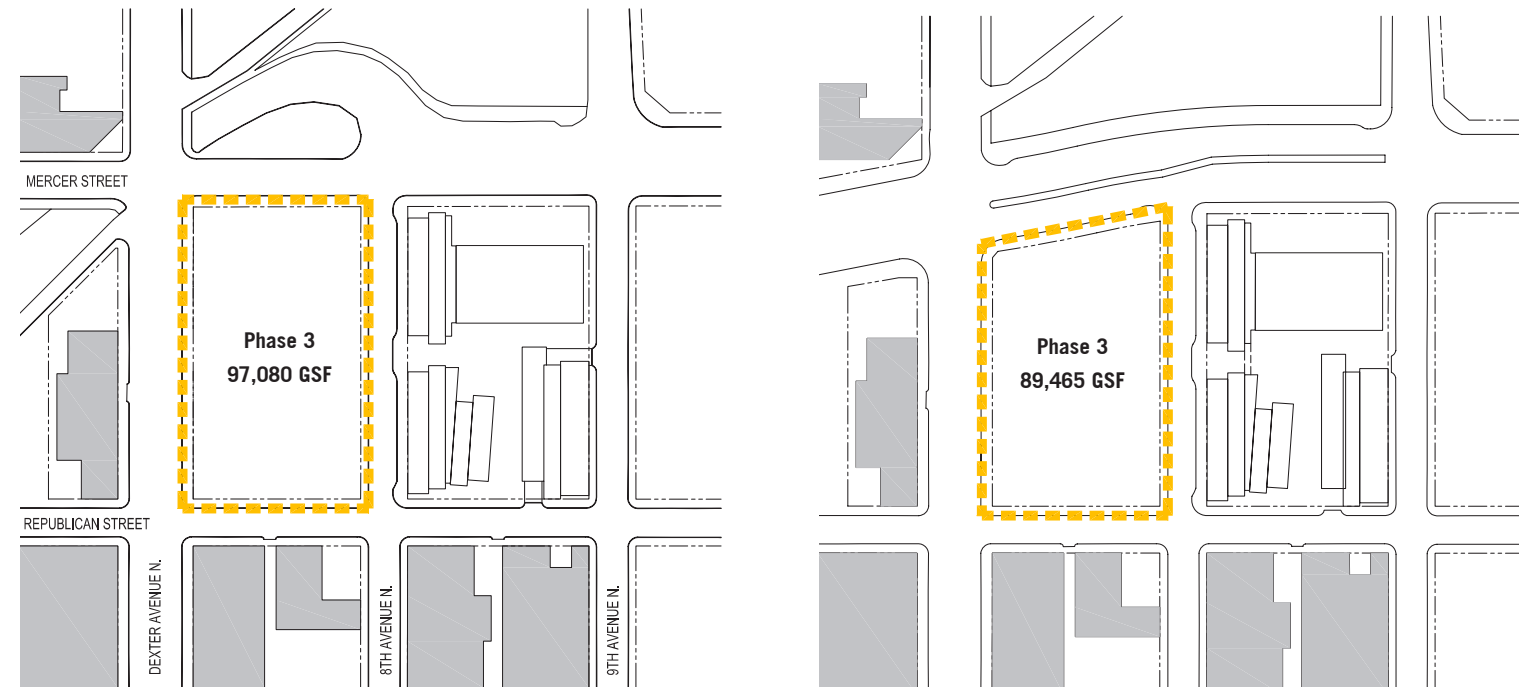 MERCER STREET
Phase 3
97,080 GSF
REPUBLICAN STREET
DEXTER AVENUE N.
8TH AVENUE N.
9TH AVENUE N.
Phase 3
89,465 GSF